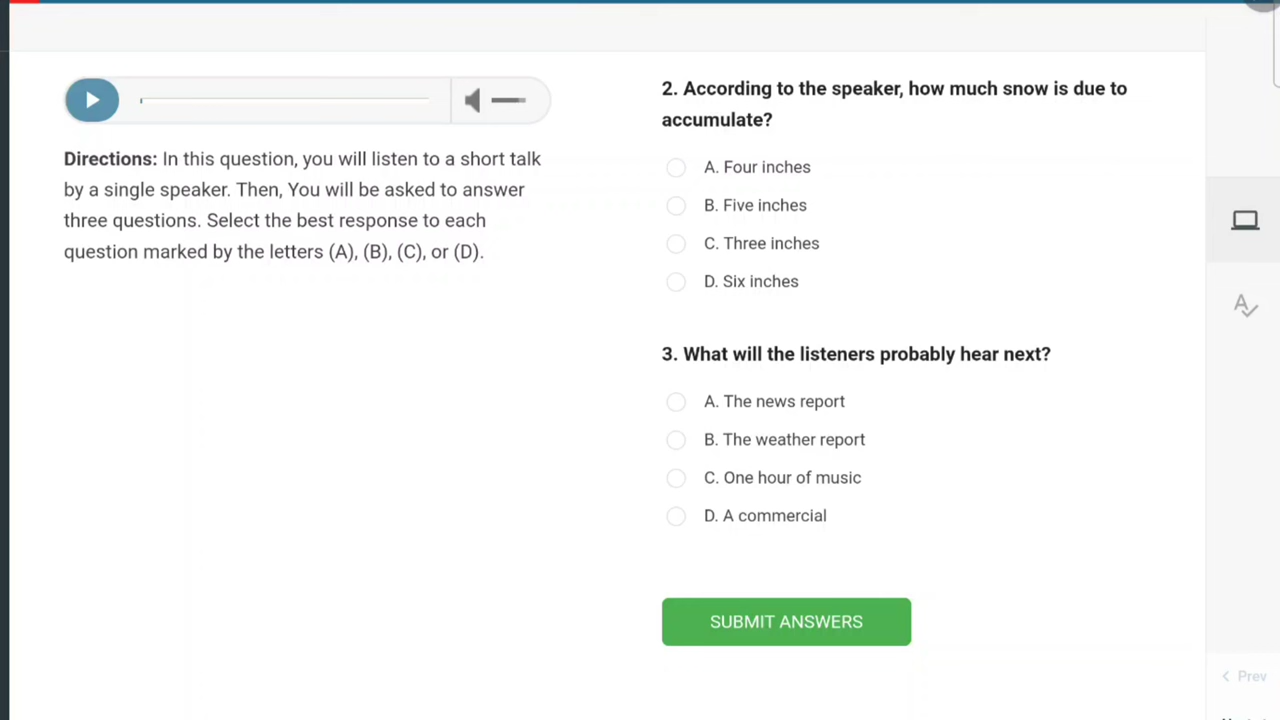 Directions: In this question, you will listen to a short talk
by a single speaker. Then, You will be asked to answer
three questions. Select the best response to each
question marked by the letters (A), (B), (C), or (D).
2. According to the speaker, how much snow is due to
accumulate?
A. Four inches
B. Five inches
C. Three inches
D. Six inches
3. What will the listeners probably hear next?
A. The news report
B. The weather report
C. One hour of music
D. A commercial
SUBMIT ANSWERS
Prev